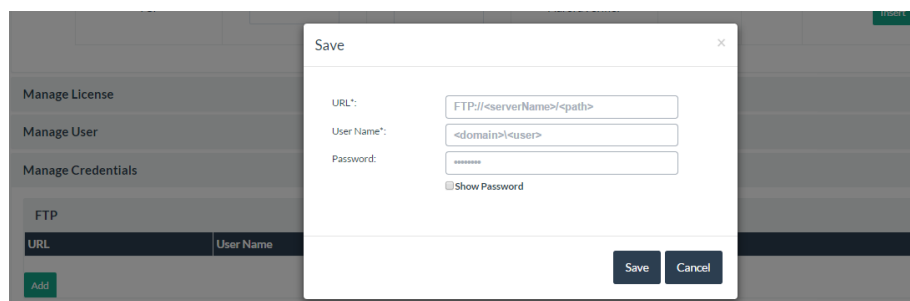 Insert
Save ×
URL*: FTP://<serverName>/<path>
User Name*: <domain>\<user>
Password: ••••••••
Show Password
Save Cancel
Manage License
Manage User
Manage Credentials
FTP
URL User Name
Add